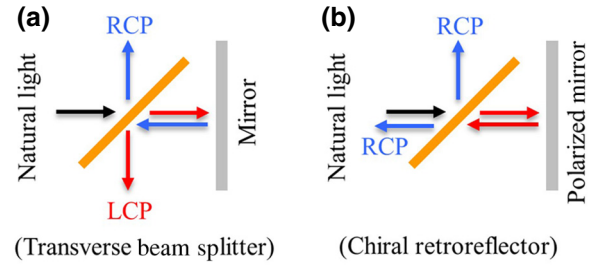 (a)
RCP
Natural light
Mirror
LCP
(Transverse beam splitter)
(b)
RCP
Natural light
RCP
Polarized mirror
(Chiral retroreflector)